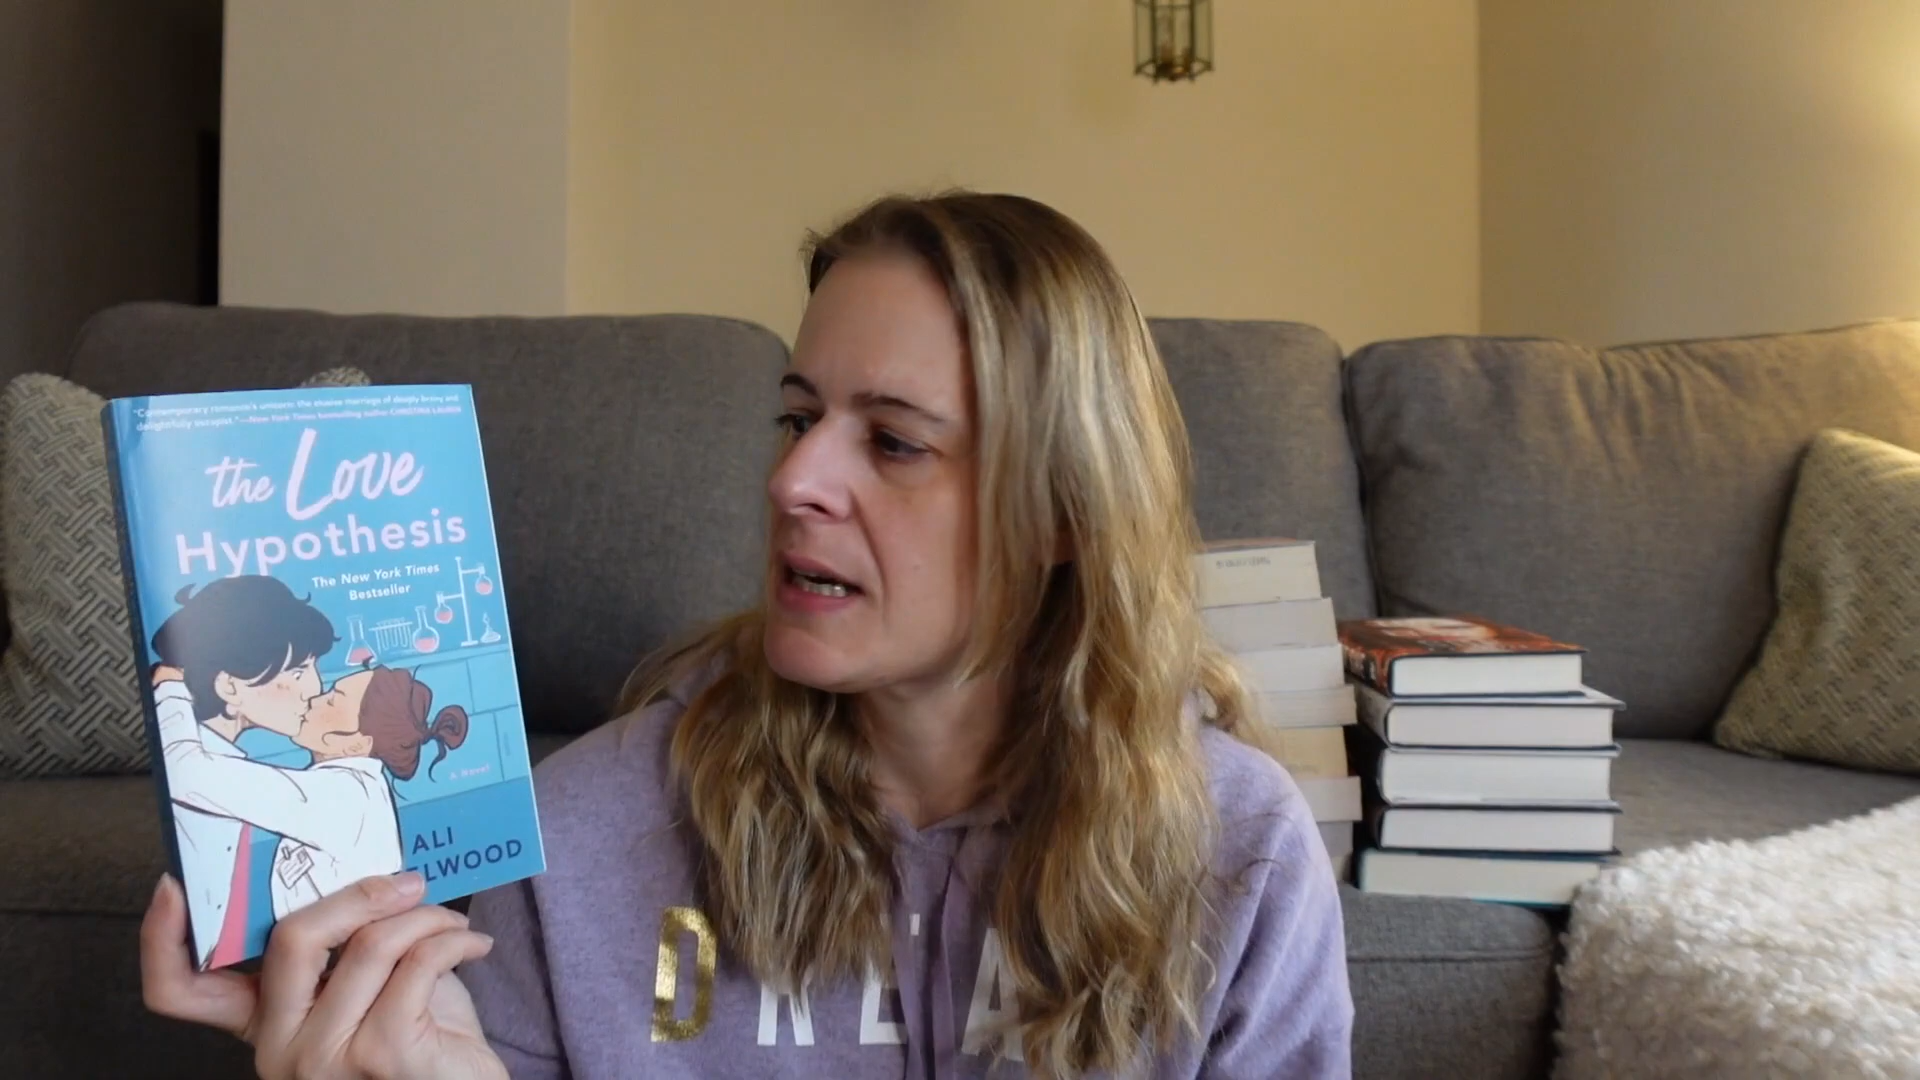 "Contemporary romance's unicorn: the elusive marriage of deeply brainy and
delightfully escapist."—New York Times bestselling author CHRISTINA LAUREN
the Love
Hypothesis
The New York Times
Bestseller
A Novel
ALI
ELWOOD
DREA